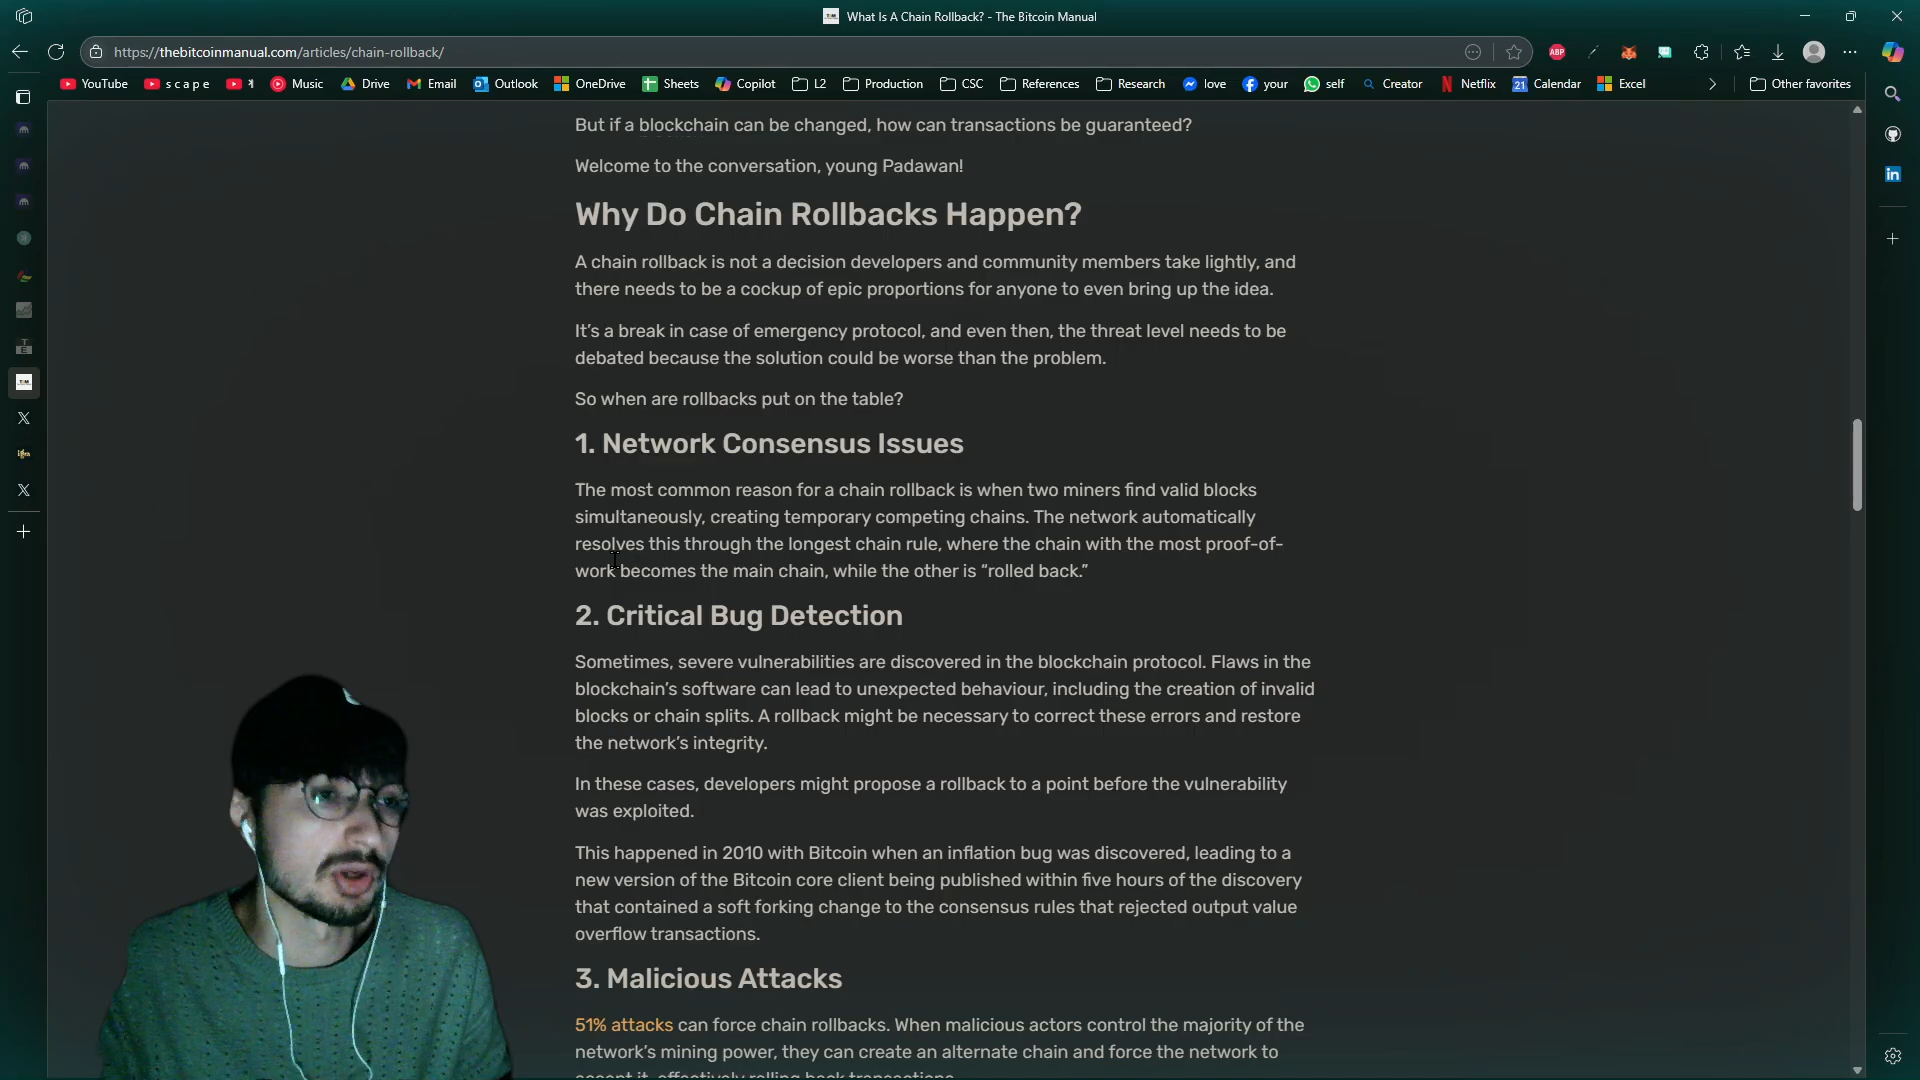 What Is A Chain Rollback? - The Bitcoin Manual
https://thebitcoinmanual.com/articles/chain-rollback/
ABP
YouTube
s c a p e
Music
Drive
Email
Outlook
OneDrive
Sheets
Copilot
L2
Production
CSC
References
Research
love
your
self
Creator
Netflix
Calendar
Excel
Other favorites
But if a blockchain can be changed, how can transactions be guaranteed?
Welcome to the conversation, young Padawan!
Why Do Chain Rollbacks Happen?
A chain rollback is not a decision developers and community members take lightly, and
there needs to be a cockup of epic proportions for anyone to even bring up the idea.
It’s a break in case of emergency protocol, and even then, the threat level needs to be
debated because the solution could be worse than the problem.
So when are rollbacks put on the table?
1. Network Consensus Issues
The most common reason for a chain rollback is when two miners find valid blocks
simultaneously, creating temporary competing chains. The network automatically
resolves this through the longest chain rule, where the chain with the most proof-of-
work becomes the main chain, while the other is “rolled back.”
2. Critical Bug Detection
Sometimes, severe vulnerabilities are discovered in the blockchain protocol. Flaws in the
blockchain’s software can lead to unexpected behaviour, including the creation of invalid
blocks or chain splits. A rollback might be necessary to correct these errors and restore
the network’s integrity.
In these cases, developers might propose a rollback to a point before the vulnerability
was exploited.
This happened in 2010 with Bitcoin when an inflation bug was discovered, leading to a
new version of the Bitcoin core client being published within five hours of the discovery
that contained a soft forking change to the consensus rules that rejected output value
overflow transactions.
3. Malicious Attacks
51% attacks can force chain rollbacks. When malicious actors control the majority of the
network’s mining power, they can create an alternate chain and force the network to
accept it, effectively rolling back transactions.